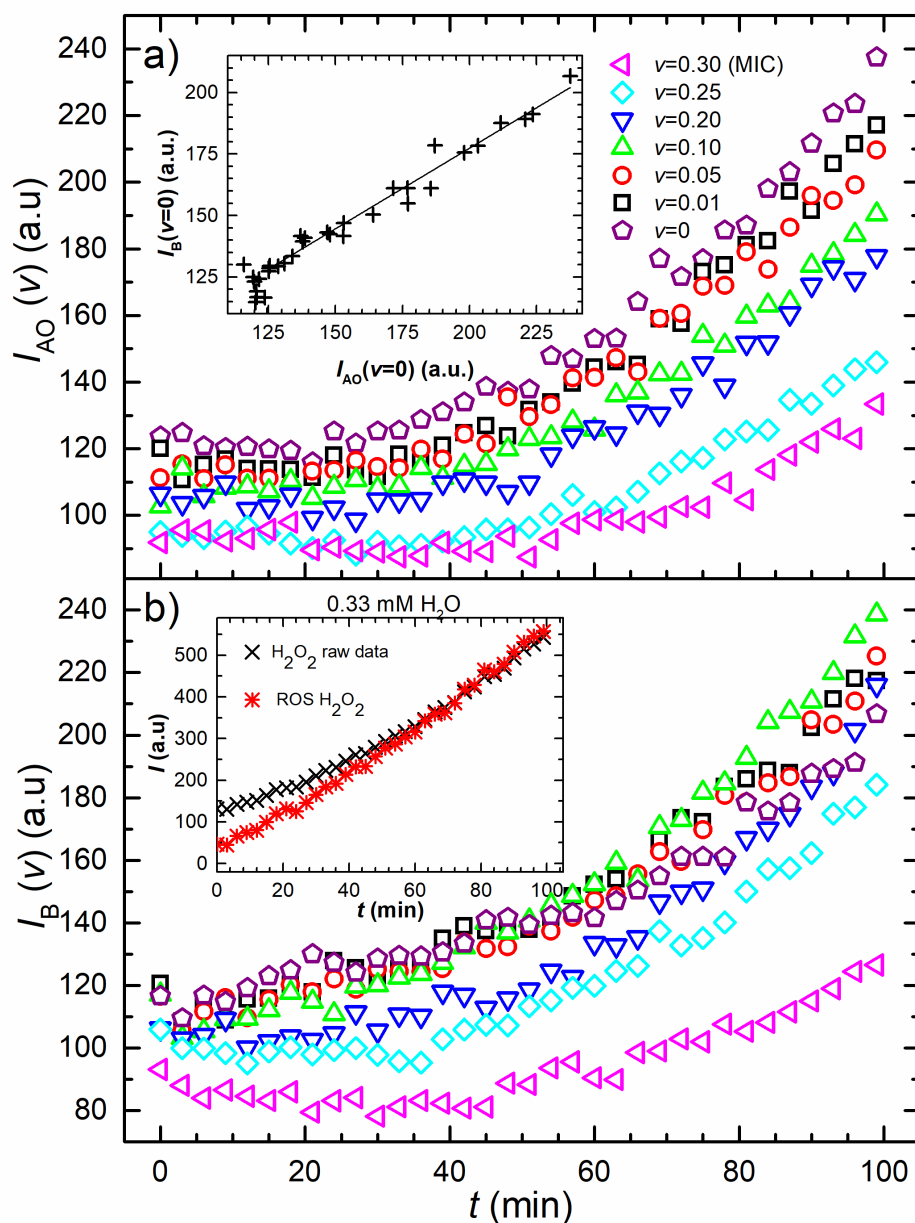 a)
I_AO (v) (a.u)
240
220
200
180
160
140
120
100
v=0.30 (MIC)
v=0.25
v=0.20
v=0.10
v=0.05
v=0.01
v=0
I_B(v=0) (a.u.)
200
175
150
125
125 150 175 200 225
I_AO(v=0) (a.u.)
b)
I_B (v) (a.u)
240
220
200
180
160
140
120
100
80
0.33 mM H₂O
I (a.u)
500
400
300
200
100
0
H₂O₂ raw data
ROS H₂O₂
0 20 40 60 80 100
t (min)
0 20 40 60 80 100
t (min)